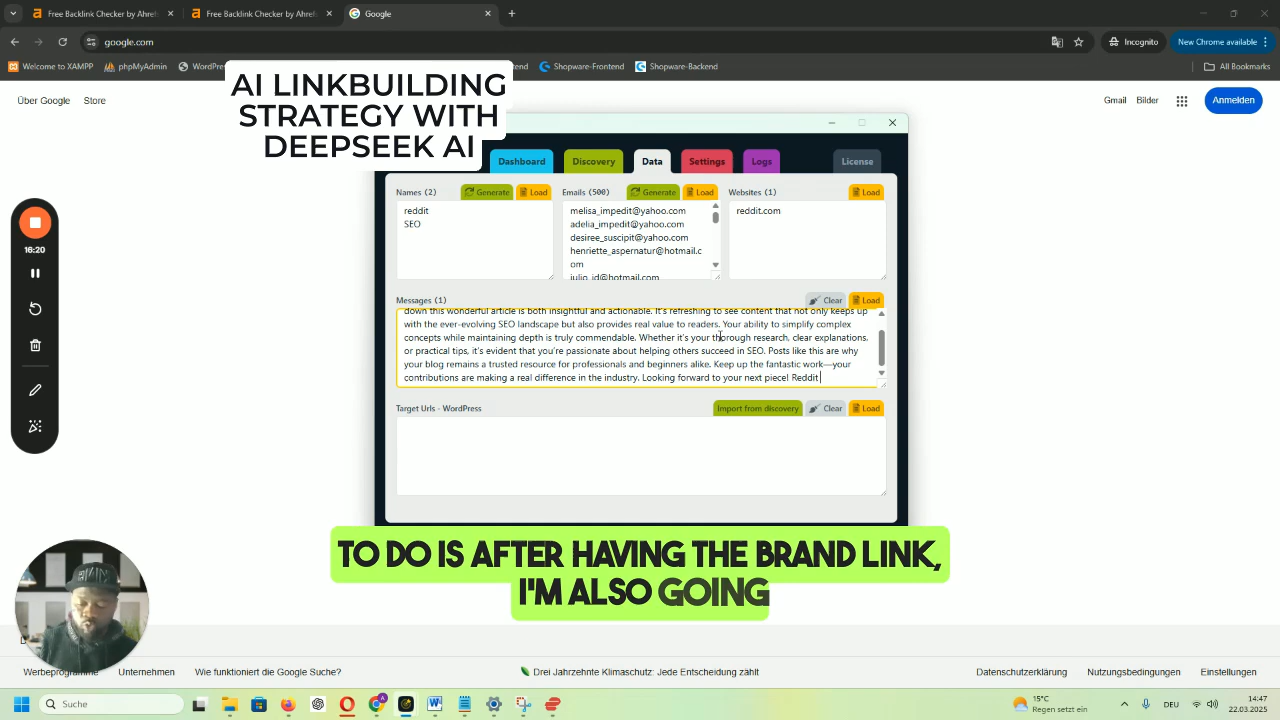 Free Backlink Checker by Ahref
Free Backlink Checker by Ahref
Google
google.com
Incognito
New Chrome available
Welcome to XAMPP
phpMyAdmin
WordPr
end
Shopware-Frontend
Shopware-Backend
All Bookmarks
AI LINKBUILDING
STRATEGY WITH
DEEPSEEK AI
Über Google
Store
Gmail
Bilder
Anmelden
Dashboard
Discovery
Data
Settings
Logs
License
Names (2)
Generate
Load
Emails (500)
Generate
Load
Websites (1)
Load
reddit
SEO
melisa_impedit@yahoo.com
adelia_impedit@yahoo.com
desiree_suscipit@yahoo.com
henriette_aspernatur@hotmail.c
om
julio_id@hotmail.com
reddit.com
16:20
Messages (1)
Clear
Load
down this wonderful article is both insightful and actionable. It's refreshing to see content that not only keeps up
with the ever-evolving SEO landscape but also provides real value to readers. Your ability to simplify complex
concepts while maintaining depth is truly commendable. Whether it's your thorough research, clear explanations,
or practical tips, it's evident that you're passionate about helping others succeed in SEO. Posts like this are why
your blog remains a trusted resource for professionals and beginners alike. Keep up the fantastic work—your
contributions are making a real difference in the industry. Looking forward to your next piece! Reddit
Target Urls - WordPress
Import from discovery
Clear
Load
TO DO IS AFTER HAVING THE BRAND LINK,
I'M ALSO GOING
Werbeprogramme
Unternehmen
Wie funktioniert die Google Suche?
Drei Jahrzehnte Klimaschutz: Jede Entscheidung zählt
Datenschutzerklärung
Nutzungsbedingungen
Einstellungen
Suche
15°C
Regen setzt ein
DEU
14:47
22.03.2025